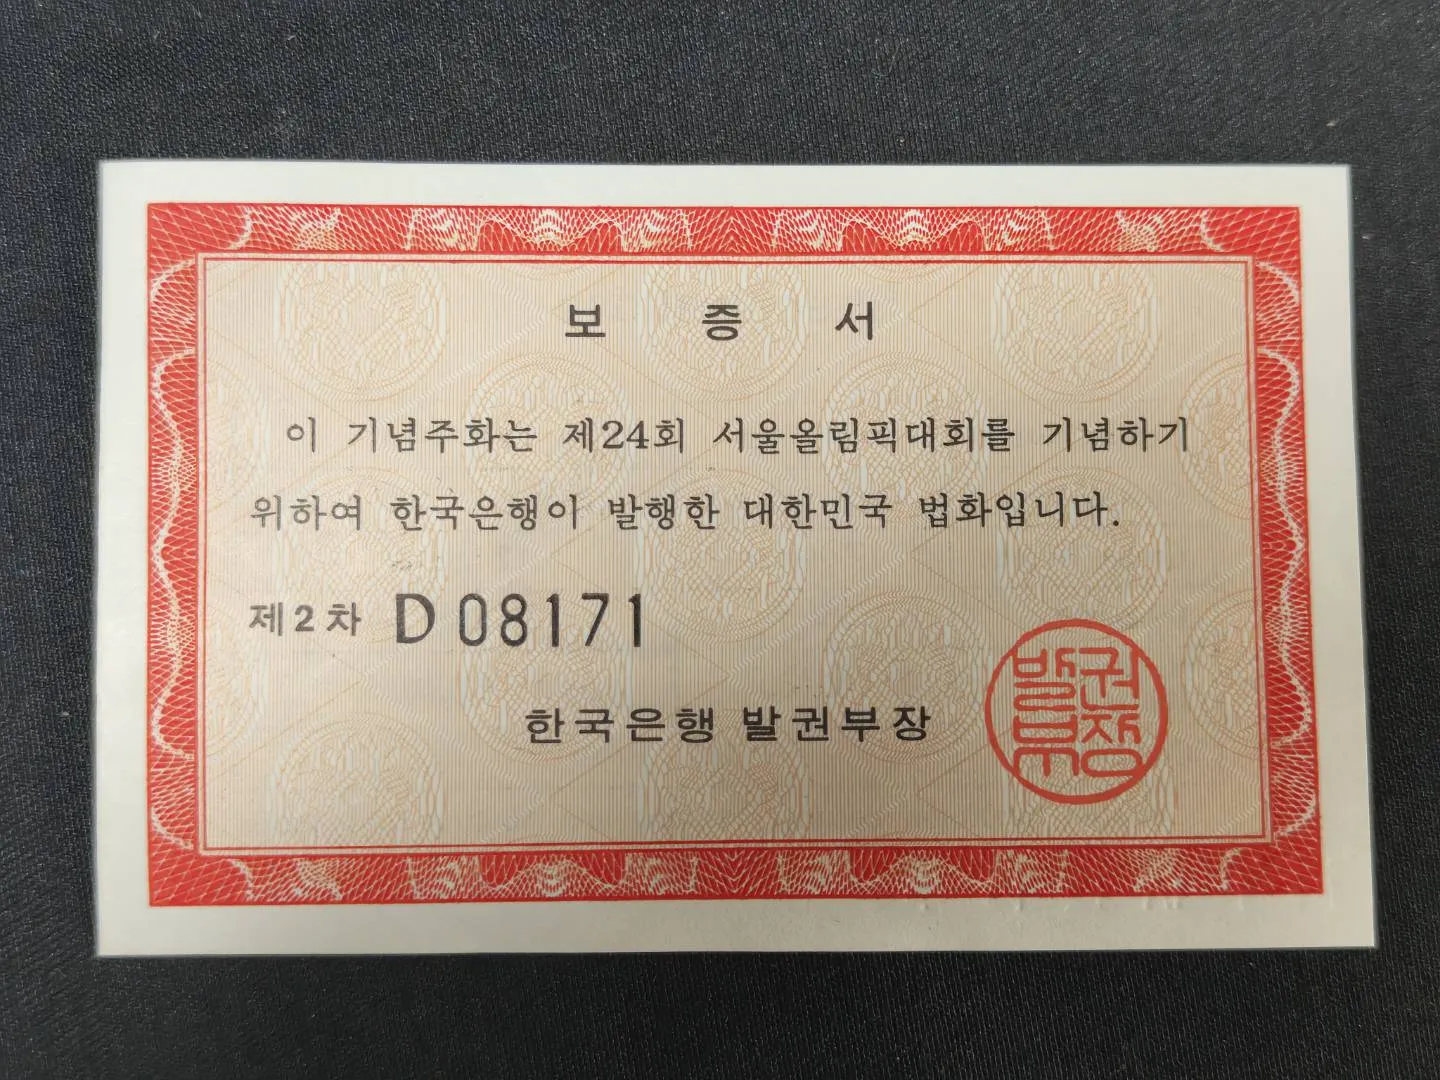 보 증 서
이 기념주화는 제24회 서울올림픽대회를 기념하기
위하여 한국은행이 발행한 대한민국 법화입니다.
제2차 D 08171
한국은행 발권부장
발권
부장